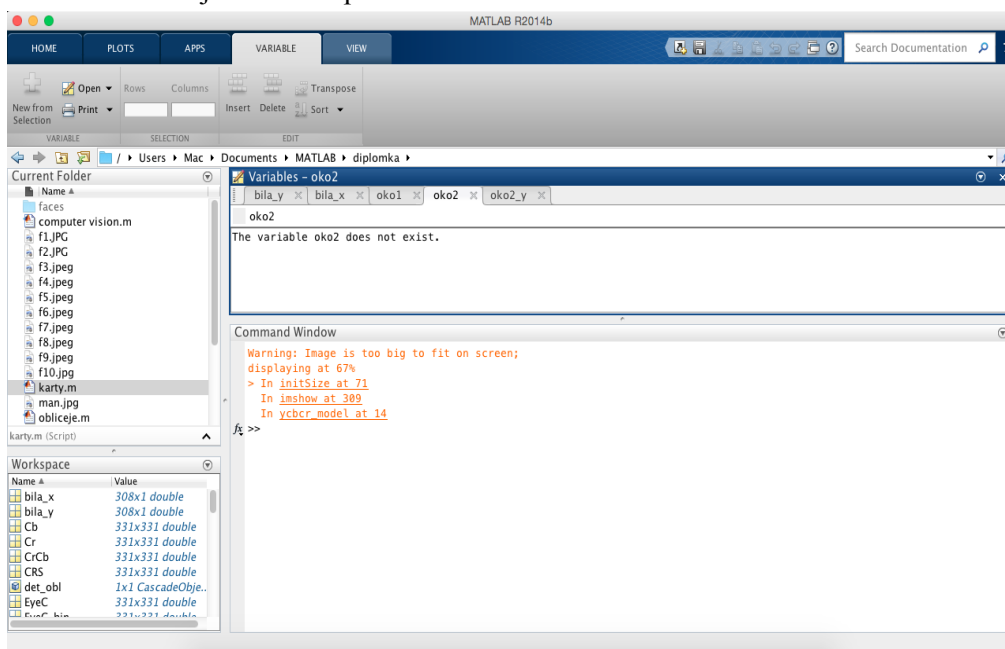 MATLAB R2014b
HOME PLOTS APPS VARIABLE VIEW
Search Documentation
New from Selection
Open
Print
Rows Columns
Insert Delete
Transpose
Sort
VARIABLE SELECTION EDIT
/ Users Mac Documents MATLAB diplomka
Current Folder
Name
faces
computer vision.m
f1.JPG
f2.JPG
f3.jpeg
f4.jpeg
f5.jpeg
f6.jpeg
f7.jpeg
f8.jpeg
f9.jpeg
f10.jpg
karty.m
man.jpg
obliceje.m
karty.m (Script)
Workspace
Name Value
bila_x 308x1 double
bila_y 308x1 double
Cb 331x331 double
Cr 331x331 double
CrCb 331x331 double
CRS 331x331 double
det_obl 1x1 CascadeObje..
EyeC 331x331 double
Variables – oko2
bila_y bila_x oko1 oko2 oko2_y
oko2
The variable oko2 does not exist.
Command Window
Warning: Image is too big to fit on screen;
displaying at 67%
> In initSize at 71
In imshow at 309
In ycbcr_model at 14
fx >>